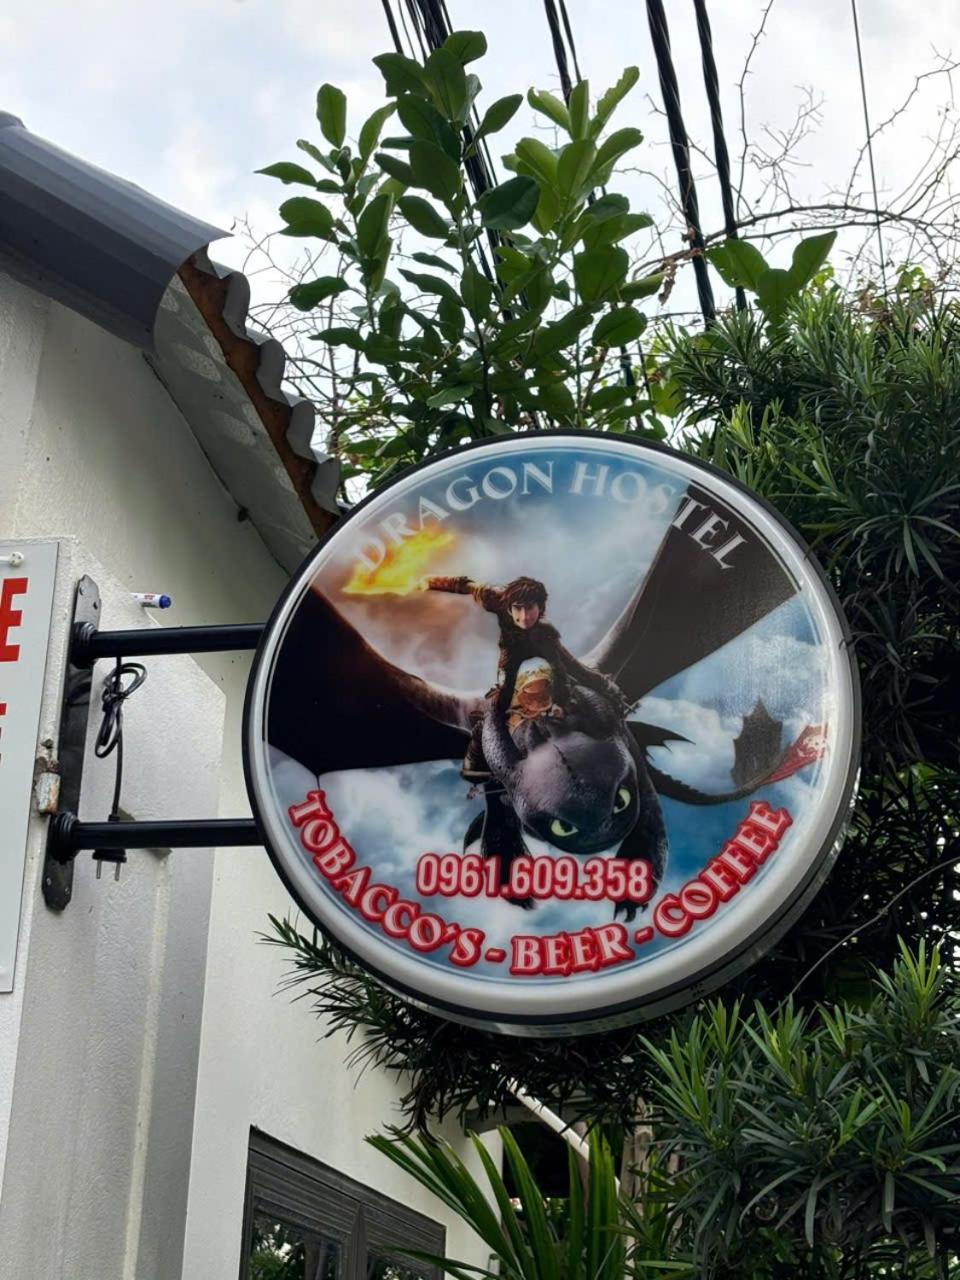 DRAGON HOSTEL
0961.609.358
TOBACCO'S - BEER - COFFEE
E